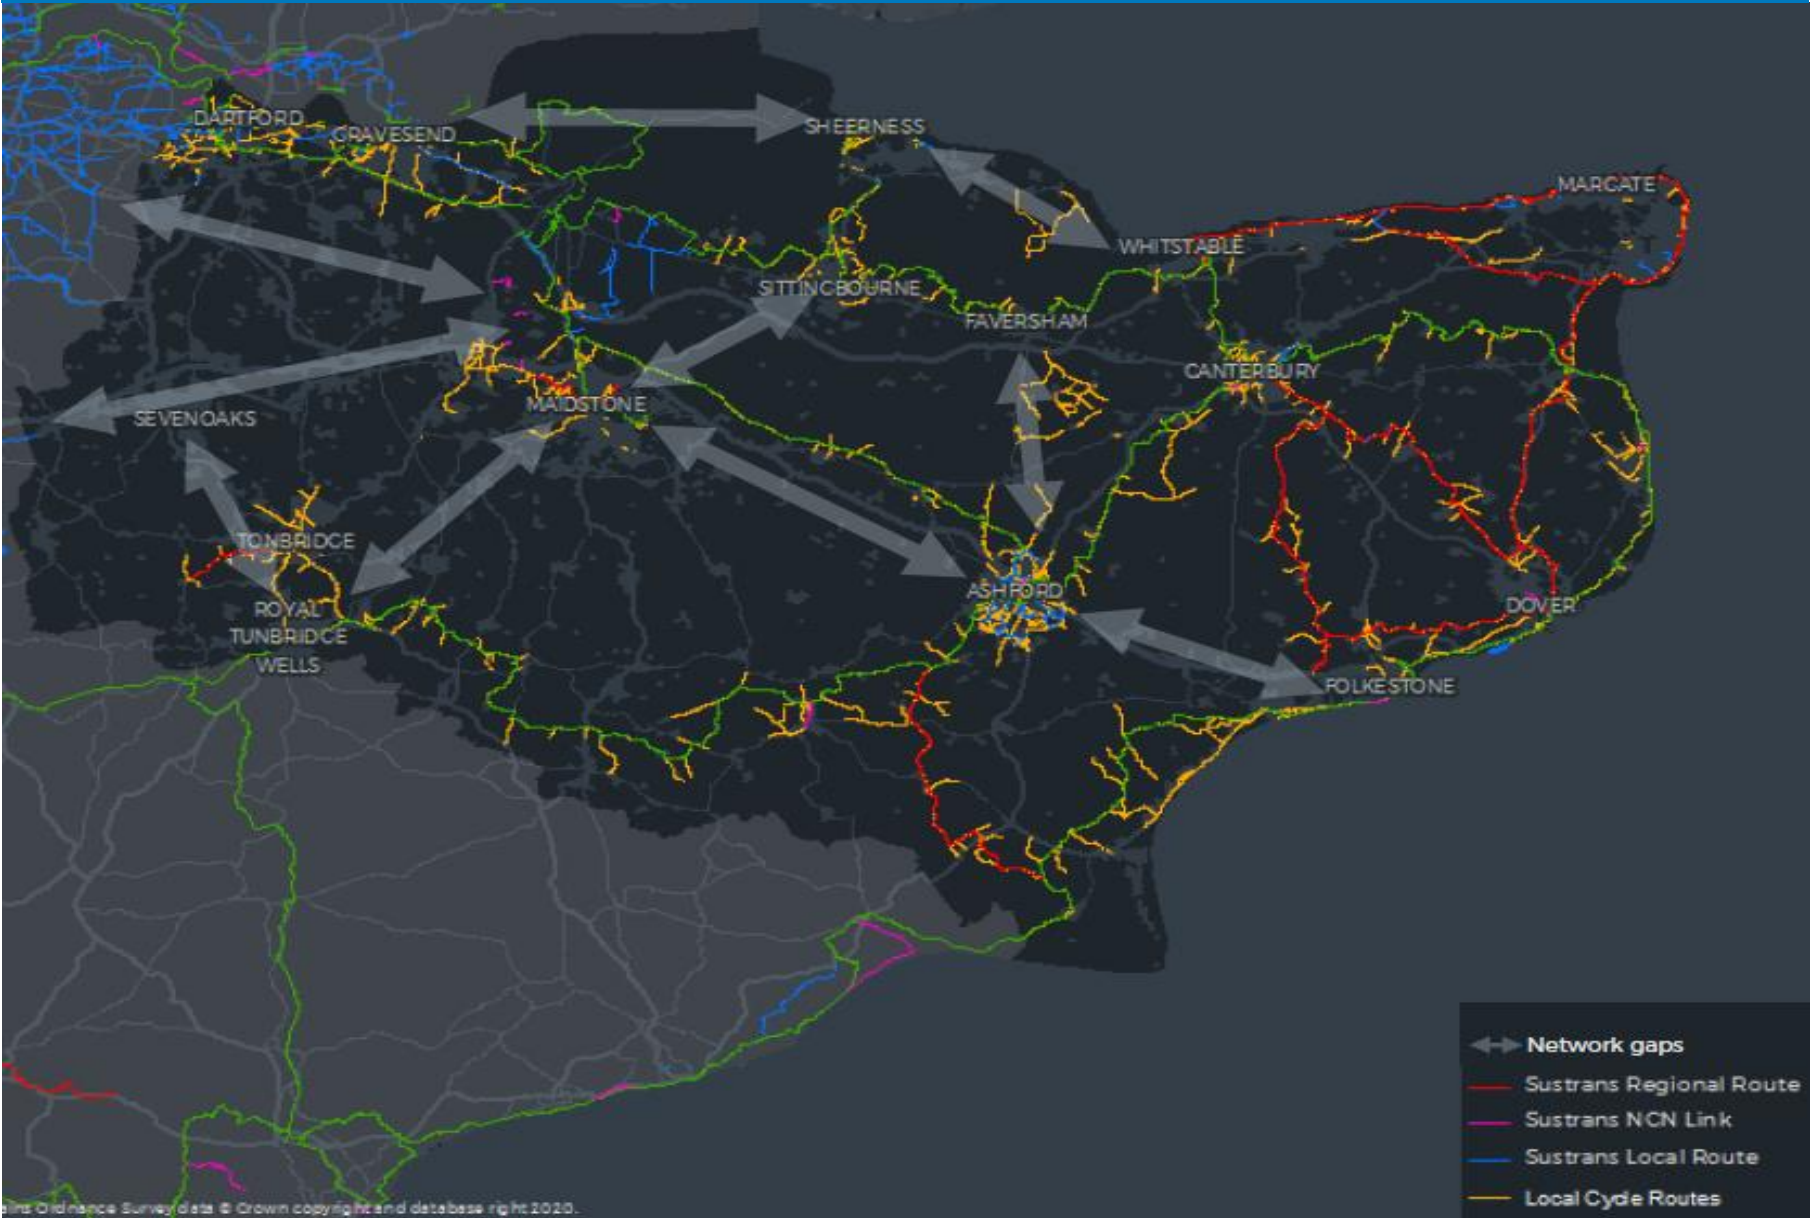 DARTFORD
GRAVESEND
SHEERNESS
MARGATE
WHITSTABLE
SITTINGBOURNE
FAVERSHAM
CANTERBURY
MAIDSTONE
SEVENOAKS
TONBRIDGE
ASHFORD
ROYAL
TUNBRIDGE
WELLS
DOVER
FOLKESTONE
Network gaps
Sustrans Regional Route
Sustrans NCN Link
Sustrans Local Route
Local Cycle Routes
Ordnance Survey data © Crown copyright and database right 2020.